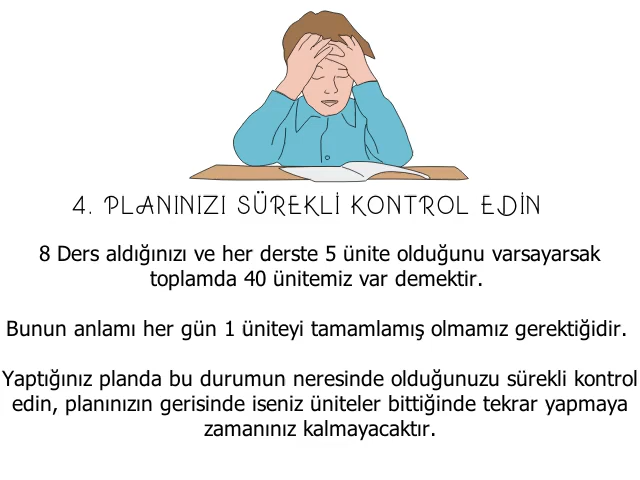 4. PLANINIZI SÜREKLİ KONTROL EDİN
8 Ders aldığınızı ve her derste 5 ünite olduğunu varsayarsak
toplamda 40 ünitemiz var demektir.
Bunun anlamı her gün 1 üniteyi tamamlamış olmamız gerektiğidir.
Yaptığınız planda bu durumun neresinde olduğunuzu sürekli kontrol
edin, planınızın gerisinde iseniz üniteler bittiğinde tekrar yapmaya
zamanınız kalmayacaktır.